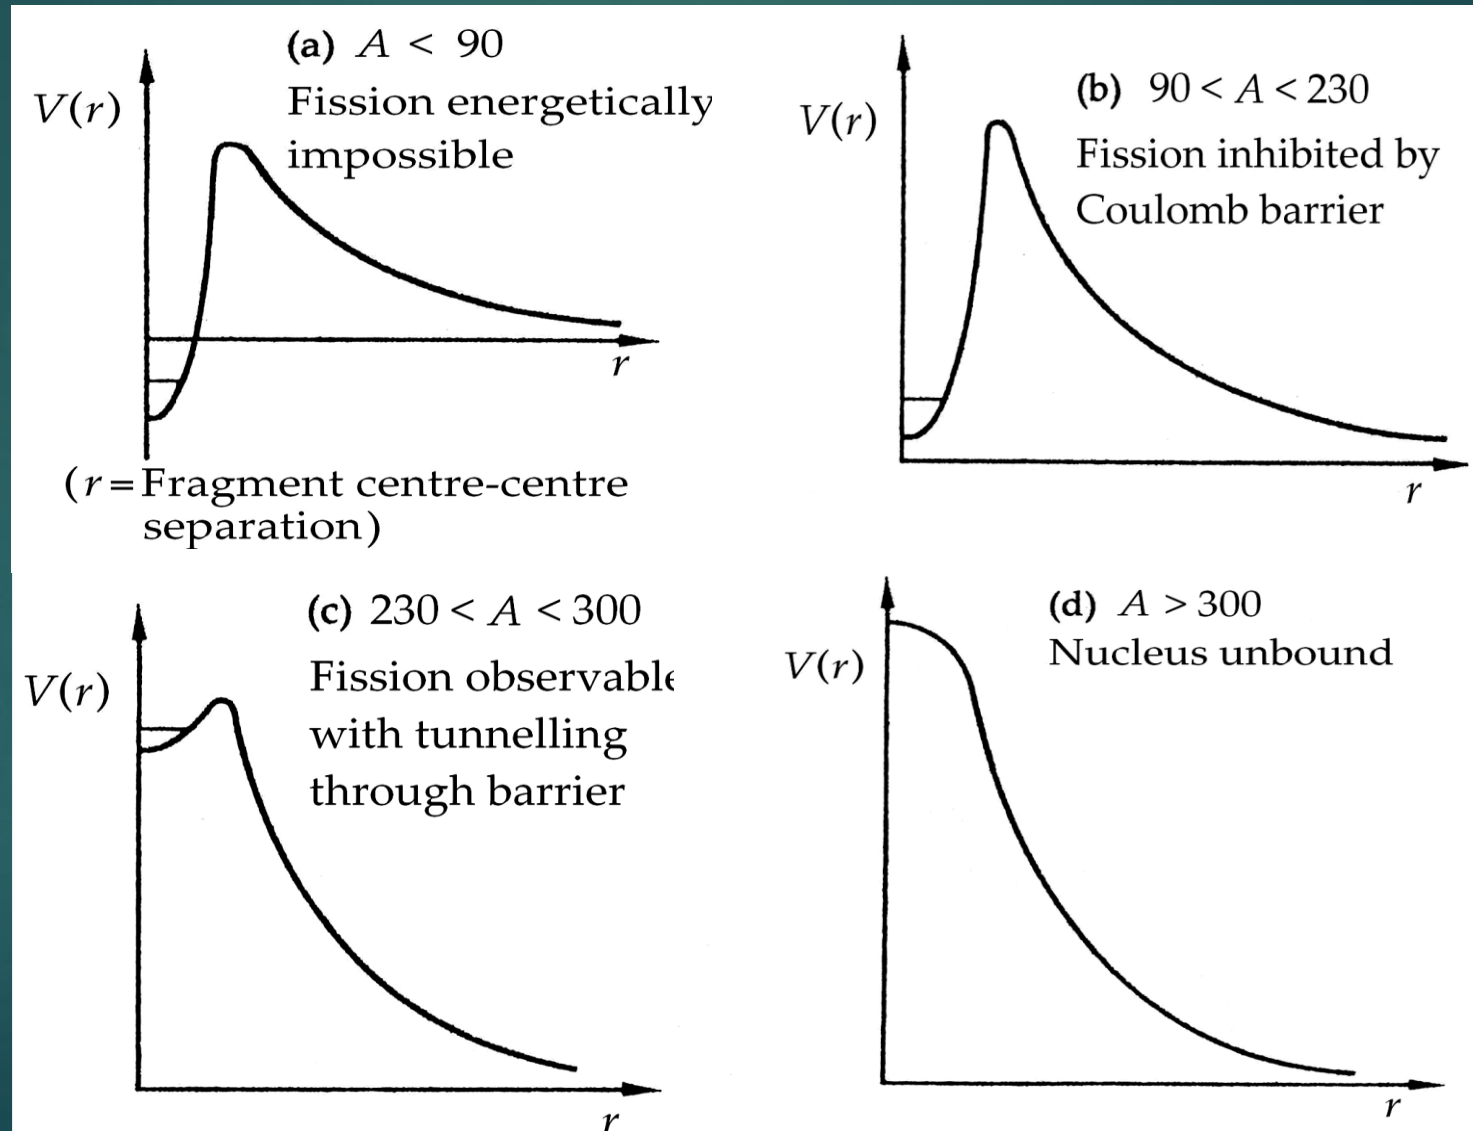 (a) A < 90
V(r)
Fission energetically
impossible
r
(r = Fragment centre-centre
separation)
(b) 90 < A < 230
V(r)
Fission inhibited by
Coulomb barrier
r
(c) 230 < A < 300
V(r)
Fission observable
with tunnelling
through barrier
r
(d) A > 300
V(r)
Nucleus unbound
r